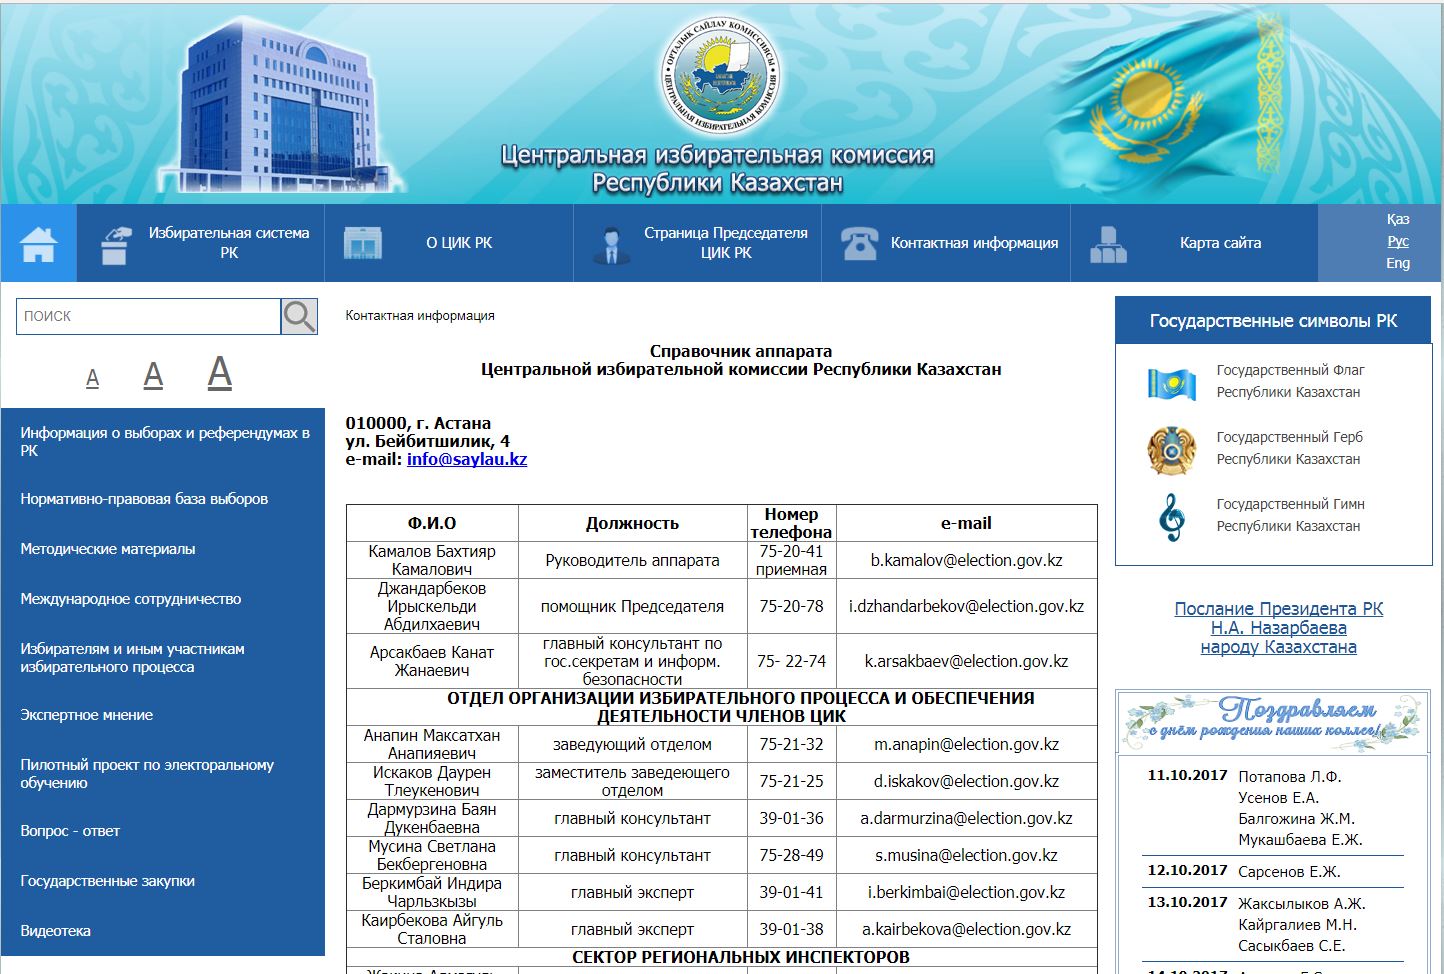 ОРТАЛЫҚ САЙЛАУ КОМИССИЯСЫ
ЦЕНТРАЛЬНАЯ ИЗБИРАТЕЛЬНАЯ КОМИССИЯ
Центральная избирательная комиссия
Республики Казахстан
Избирательная система
РК
О ЦИК РК
Страница Председателя
ЦИК РК
Контактная информация
Карта сайта
Қаз
Рус
Eng
ПОИСК
А А А
Информация о выборах и референдумах в
РК
Нормативно-правовая база выборов
Методические материалы
Международное сотрудничество
Избирателям и иным участникам
избирательного процесса
Экспертное мнение
Пилотный проект по электоральному
обучению
Вопрос - ответ
Государственные закупки
Видеотека
Контактная информация
Справочник аппарата
Центральной избирательной комиссии Республики Казахстан
010000, г. Астана
ул. Бейбитшилик, 4
e-mail: info@saylau.kz
Ф.И.О Должность Номер телефона e-mail
Камалов Бахтияр Камалович Руководитель аппарата 75-20-41 приемная b.kamalov@election.gov.kz
Джандарбеков Ирыскельди Абдилхаевич помощник Председателя 75-20-78 i.dzhandarbekov@election.gov.kz
Арсакбаев Канат Жанаевич главный консультант по гос.секретам и информ. безопасности 75- 22-74 k.arsakbaev@election.gov.kz
ОТДЕЛ ОРГАНИЗАЦИИ ИЗБИРАТЕЛЬНОГО ПРОЦЕССА И ОБЕСПЕЧЕНИЯ
ДЕЯТЕЛЬНОСТИ ЧЛЕНОВ ЦИК
Анапин Максатхан Анапияевич заведующий отделом 75-21-32 m.anapin@election.gov.kz
Искаков Даурен Тлеукенович заместитель заведеющего отделом 75-21-25 d.iskakov@election.gov.kz
Дармурзина Баян Дукенбаевна главный консультант 39-01-36 a.darmurzina@election.gov.kz
Мусина Светлана Бекбергеновна главный консультант 75-28-49 s.musina@election.gov.kz
Беркимбай Индира Чарльзкызы главный эксперт 39-01-41 i.berkimbai@election.gov.kz
Каирбекова Айгуль Сталовна главный эксперт 39-01-38 a.kairbekova@election.gov.kz
СЕКТОР РЕГИОНАЛЬНЫХ ИНСПЕКТОРОВ
Государственные символы РК
Государственный Флаг
Республики Казахстан
Государственный Герб
Республики Казахстан
Государственный Гимн
Республики Казахстан
Послание Президента РК
Н.А. Назарбаева
народу Казахстана
Поздравляем
с днём рождения наших коллег!
11.10.2017 Потапова Л.Ф.
Усенов Е.А.
Балгожина Ж.М.
Мукашбаева Е.Ж.
12.10.2017 Сарсенов Е.Ж.
13.10.2017 Жаксылыков А.Ж.
Кайргалиев М.Н.
Сасыкбаев С.Е.